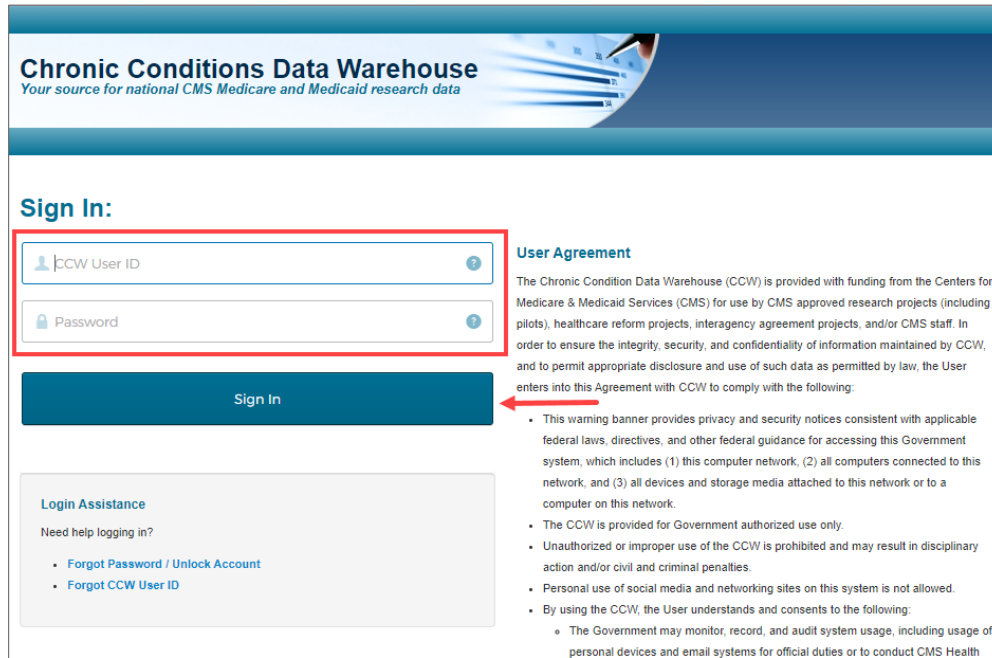 Chronic Conditions Data Warehouse
Your source for national CMS Medicare and Medicaid research data
Sign In:
CCW User ID
?
Password
?
Sign In
Login Assistance
Need help logging in?
Forgot Password / Unlock Account
Forgot CCW User ID
User Agreement
The Chronic Condition Data Warehouse (CCW) is provided with funding from the Centers for
Medicare & Medicaid Services (CMS) for use by CMS approved research projects (including
pilots), healthcare reform projects, interagency agreement projects, and/or CMS staff. In
order to ensure the integrity, security, and confidentiality of information maintained by CCW,
and to permit appropriate disclosure and use of such data as permitted by law, the User
enters into this Agreement with CCW to comply with the following:
• This warning banner provides privacy and security notices consistent with applicable
federal laws, directives, and other federal guidance for accessing this Government
system, which includes (1) this computer network, (2) all computers connected to this
network, and (3) all devices and storage media attached to this network or to a
computer on this network.
• The CCW is provided for Government authorized use only.
• Unauthorized or improper use of the CCW is prohibited and may result in disciplinary
action and/or civil and criminal penalties.
• Personal use of social media and networking sites on this system is not allowed.
• By using the CCW, the User understands and consents to the following:
o The Government may monitor, record, and audit system usage, including usage of
personal devices and email systems for official duties or to conduct CMS Health